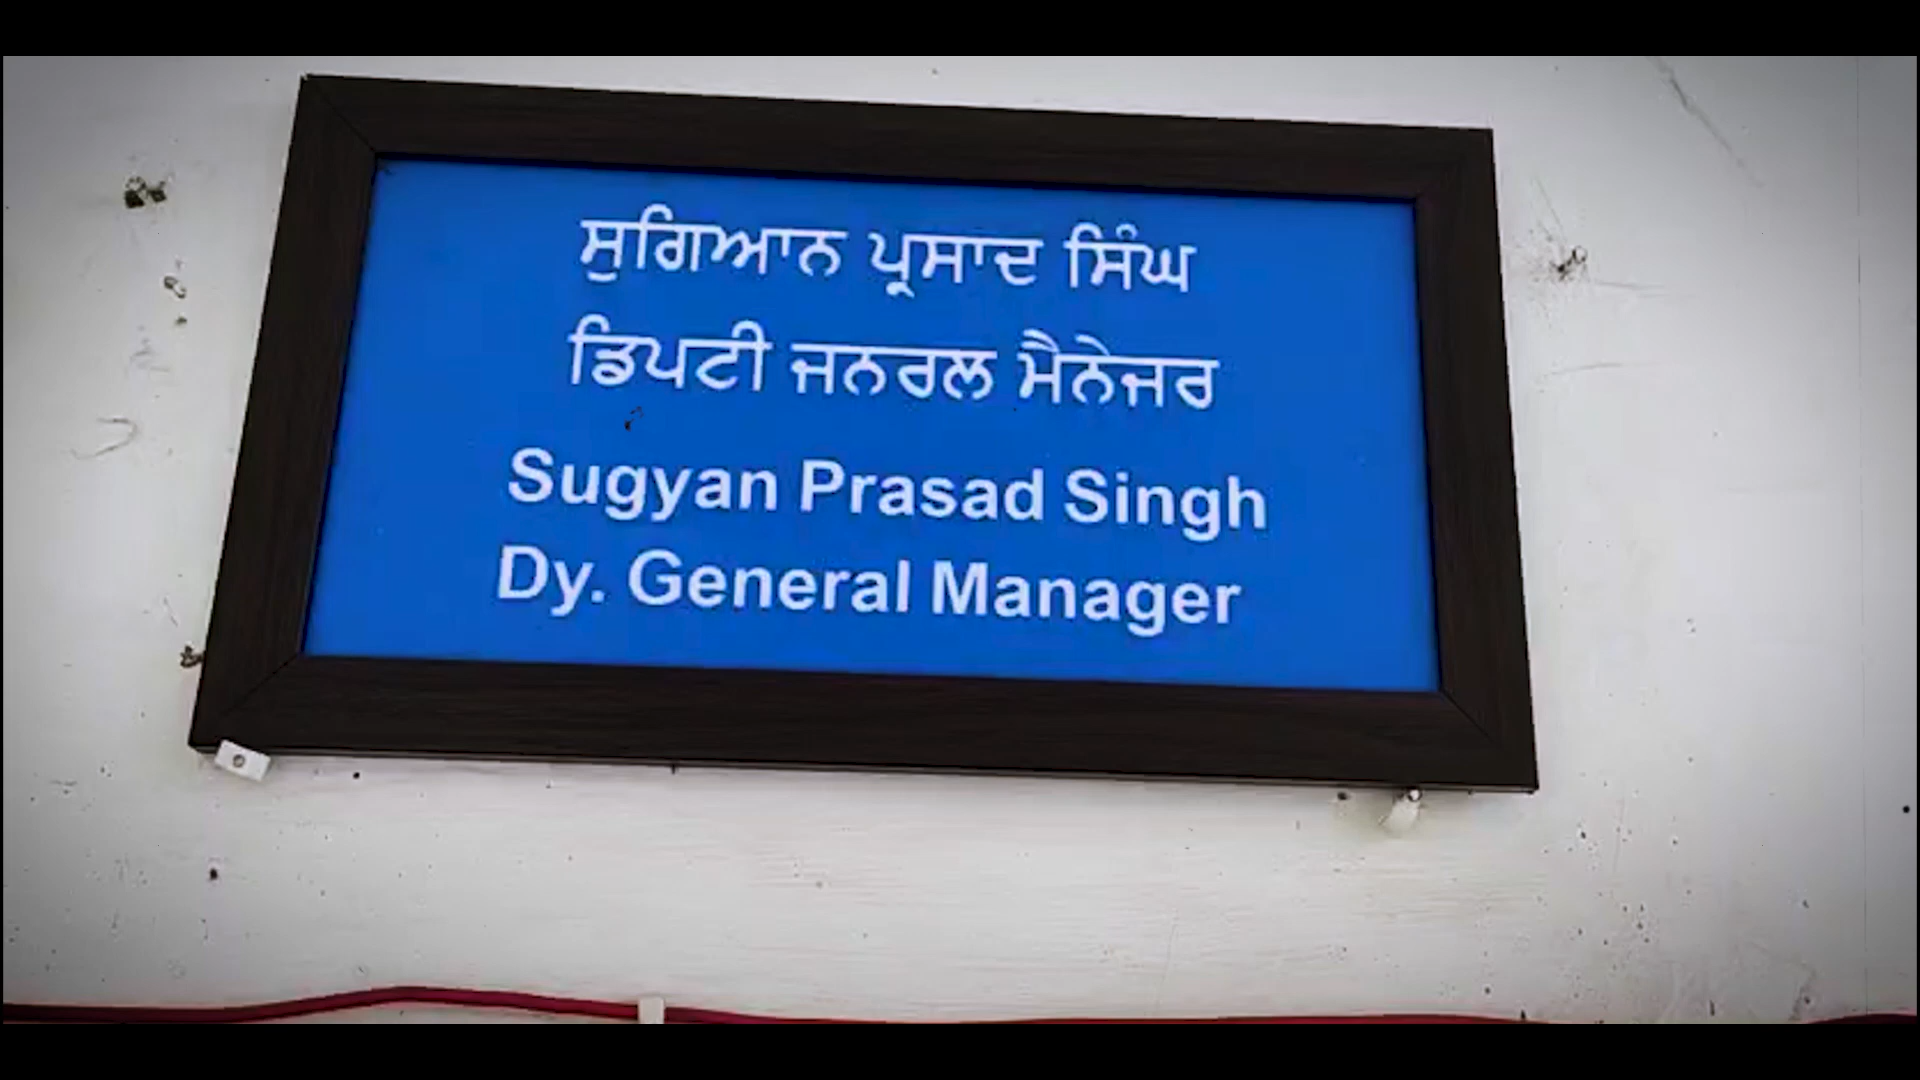 ਸੁਗਿਆਨ ਪ੍ਰਸਾਦ ਸਿੰਘ
ਡਿਪਟੀ ਜਨਰਲ ਮੈਨੇਜਰ
Sugyan Prasad Singh
Dy. General Manager